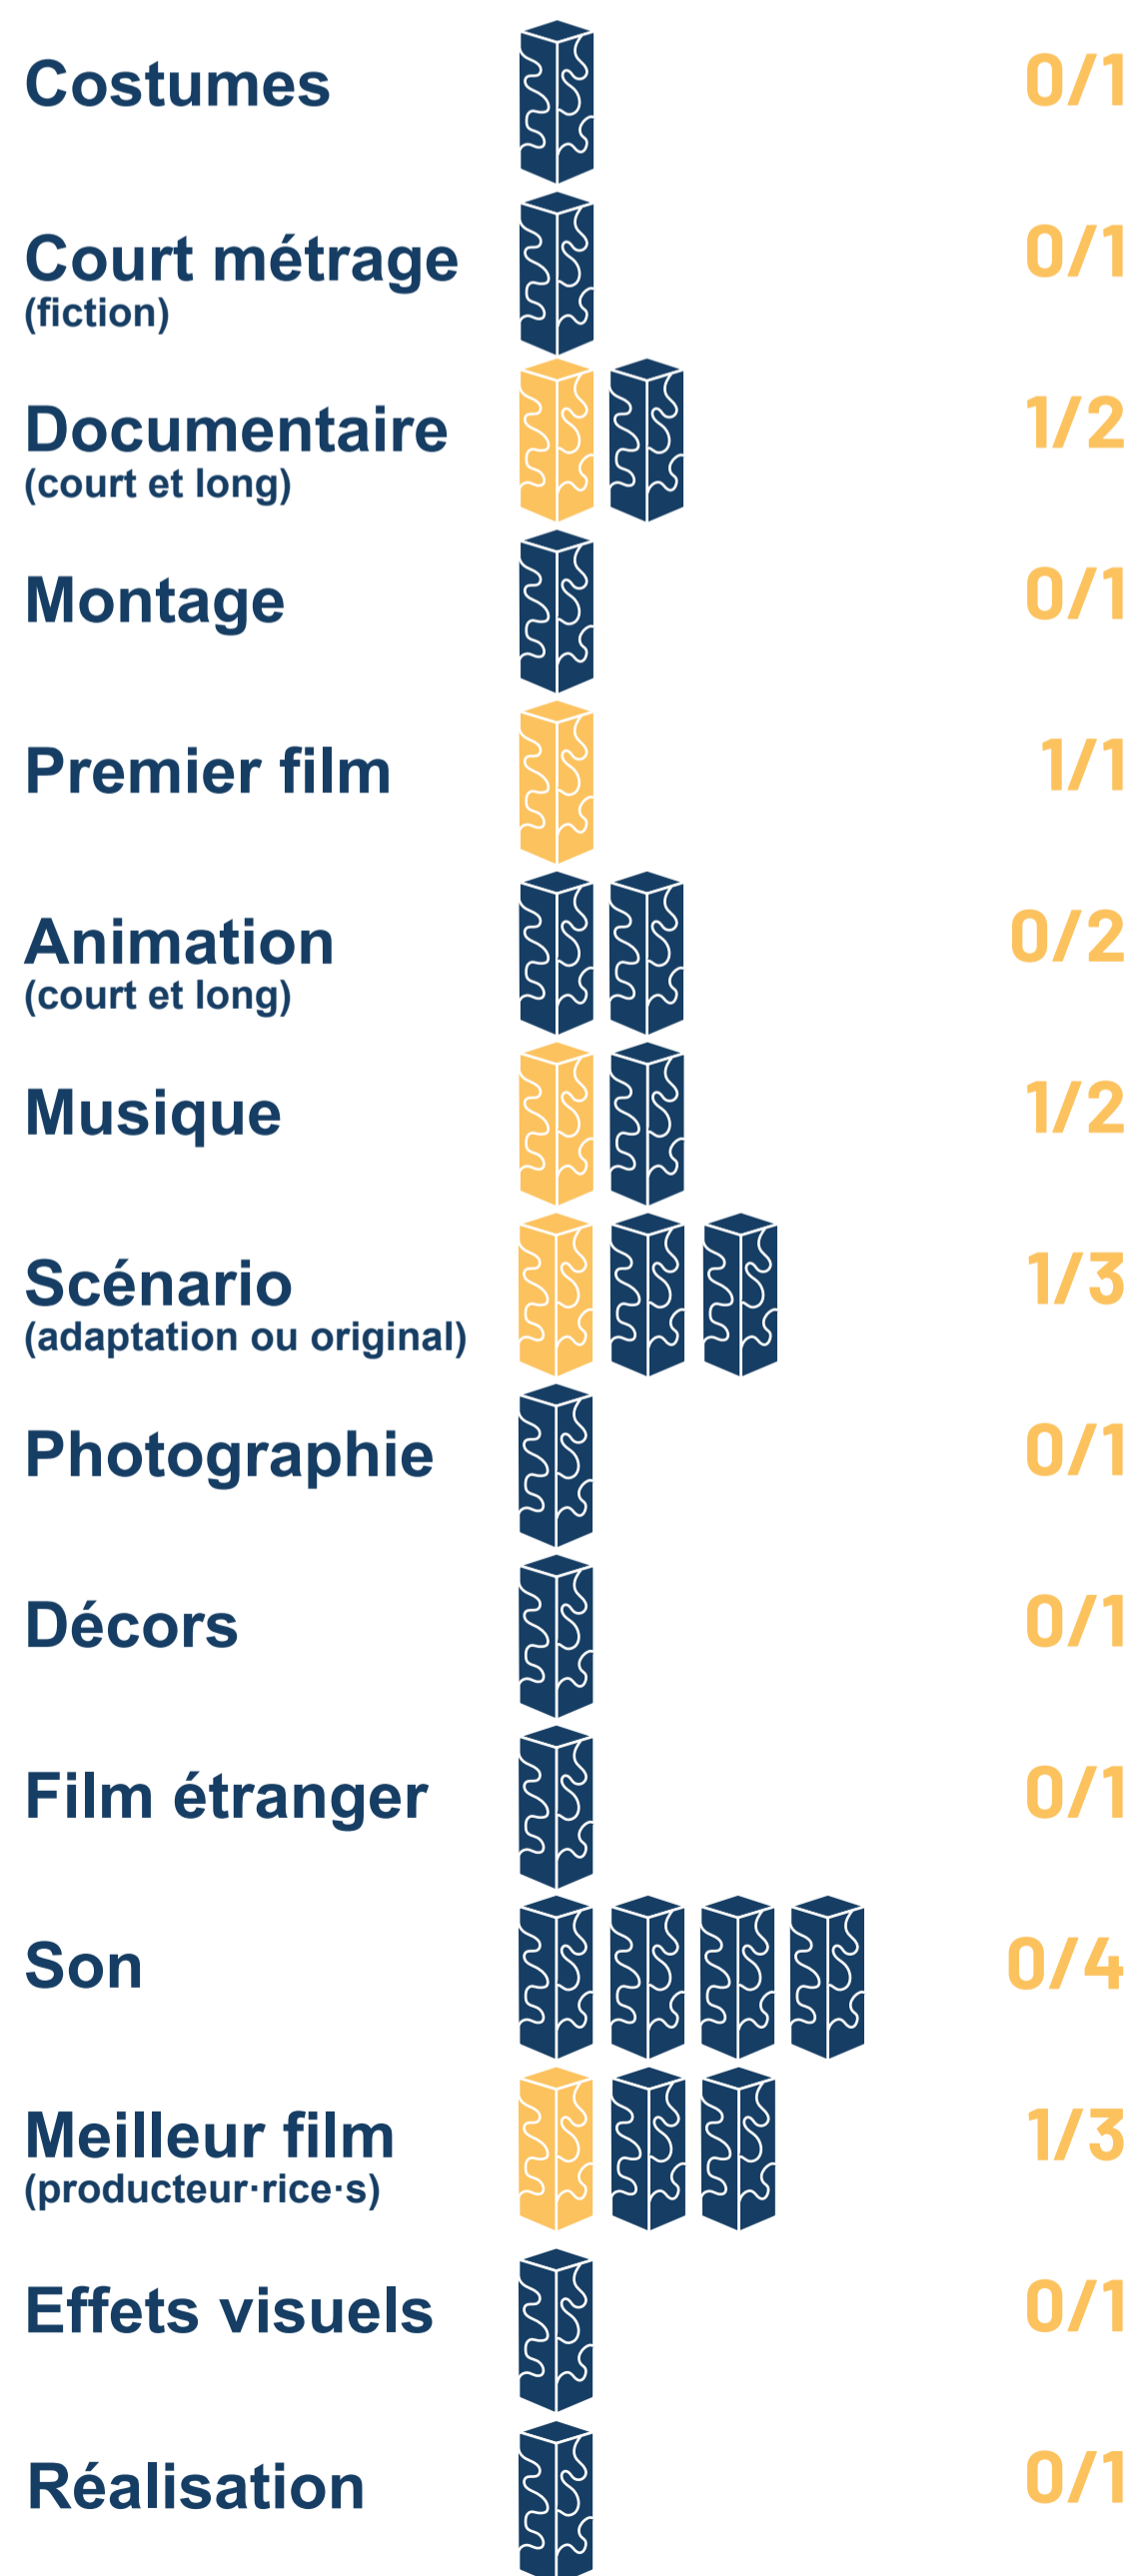 Costumes 0/1
Court métrage 0/1
(fiction)
Documentaire 1/2
(court et long)
Montage 0/1
Premier film 1/1
Animation 0/2
(court et long)
Musique 1/2
Scénario 1/3
(adaptation ou original)
Photographie 0/1
Décors 0/1
Film étranger 0/1
Son 0/4
Meilleur film 1/3
(producteur·rice·s)
Effets visuels 0/1
Réalisation 0/1